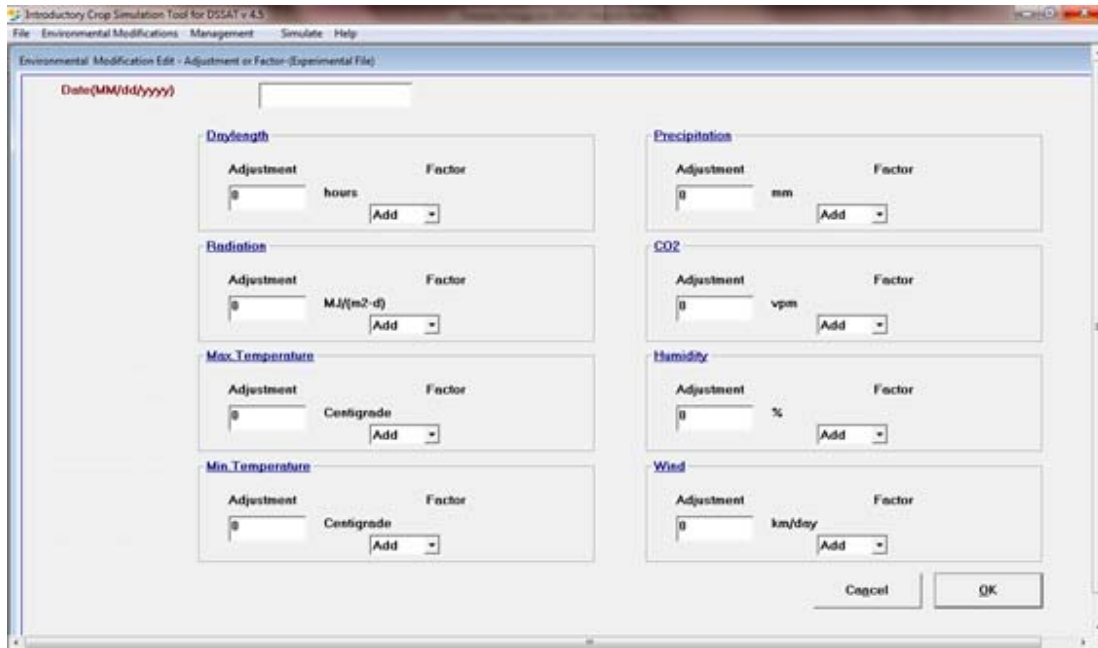 Introductory Crop Simulation Tool for DSSAT v 4.5
File Environmental Modifications Management Simulate Help
Environmental Modification Edit - Adjustment or Factor-(Experimental File)
Date(MM/dd/yyyy)
Daylength
Adjustment Factor
0 hours
Add
Precipitation
Adjustment Factor
0 mm
Add
Radiation
Adjustment Factor
0 MJ/(m2-d)
Add
CO2
Adjustment Factor
0 vpm
Add
Max.Temperature
Adjustment Factor
0 Centigrade
Add
Humidity
Adjustment Factor
0 %
Add
Min.Temperature
Adjustment Factor
0 Centigrade
Add
Wind
Adjustment Factor
0 km/day
Add
Cancel OK